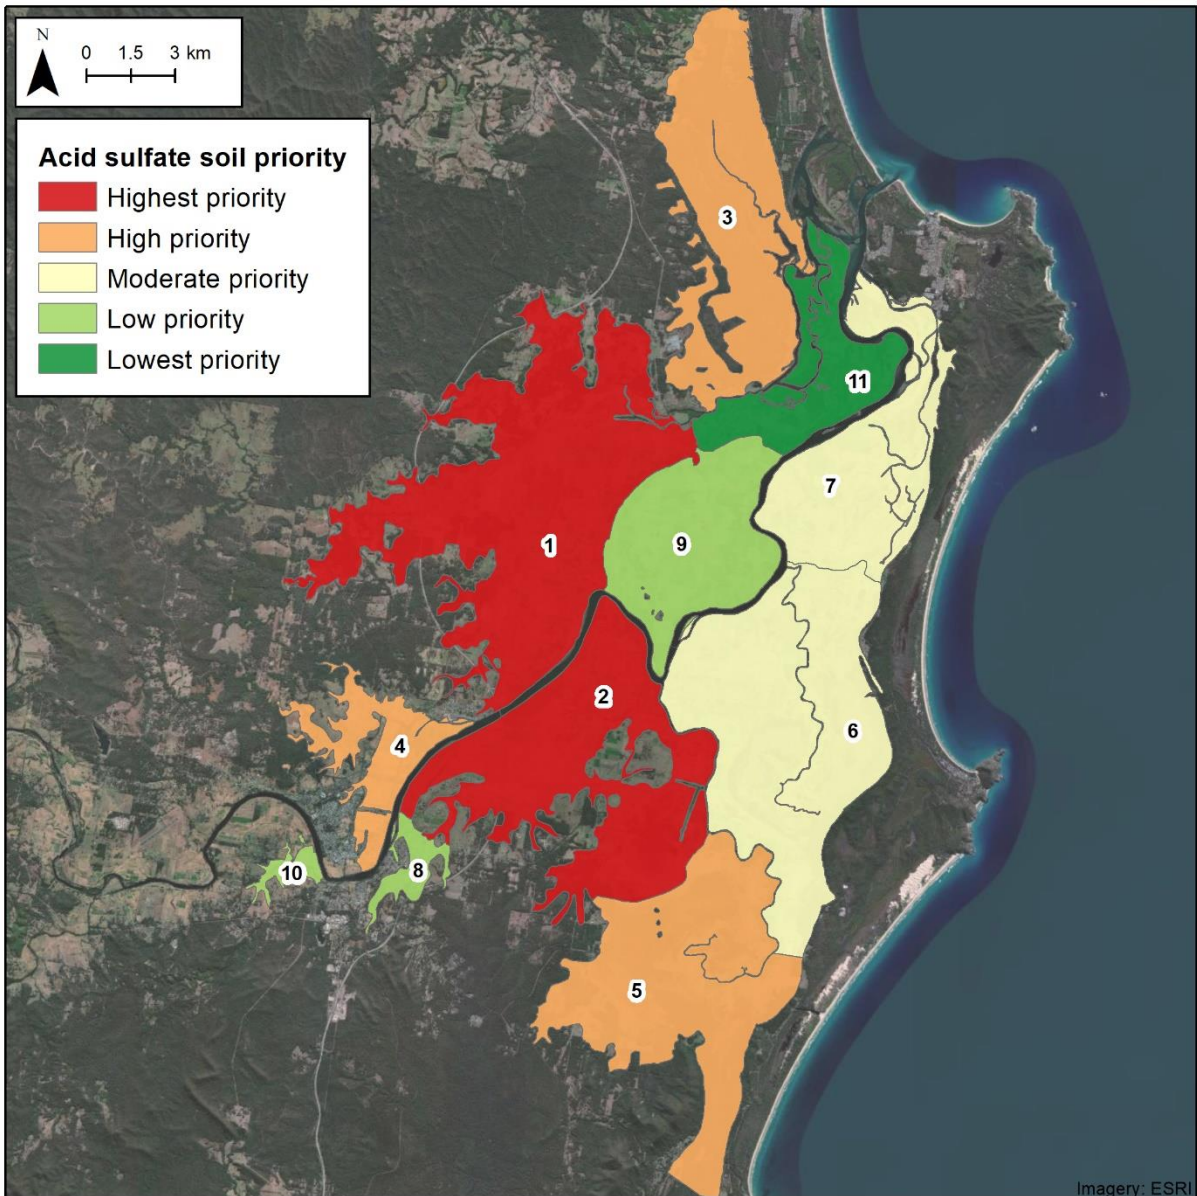 N
0 1.5 3 km
Acid sulfate soil priority
Highest priority
High priority
Moderate priority
Low priority
Lowest priority
3
11
7
1
9
2
6
4
10
8
5
Imagery: ESRI